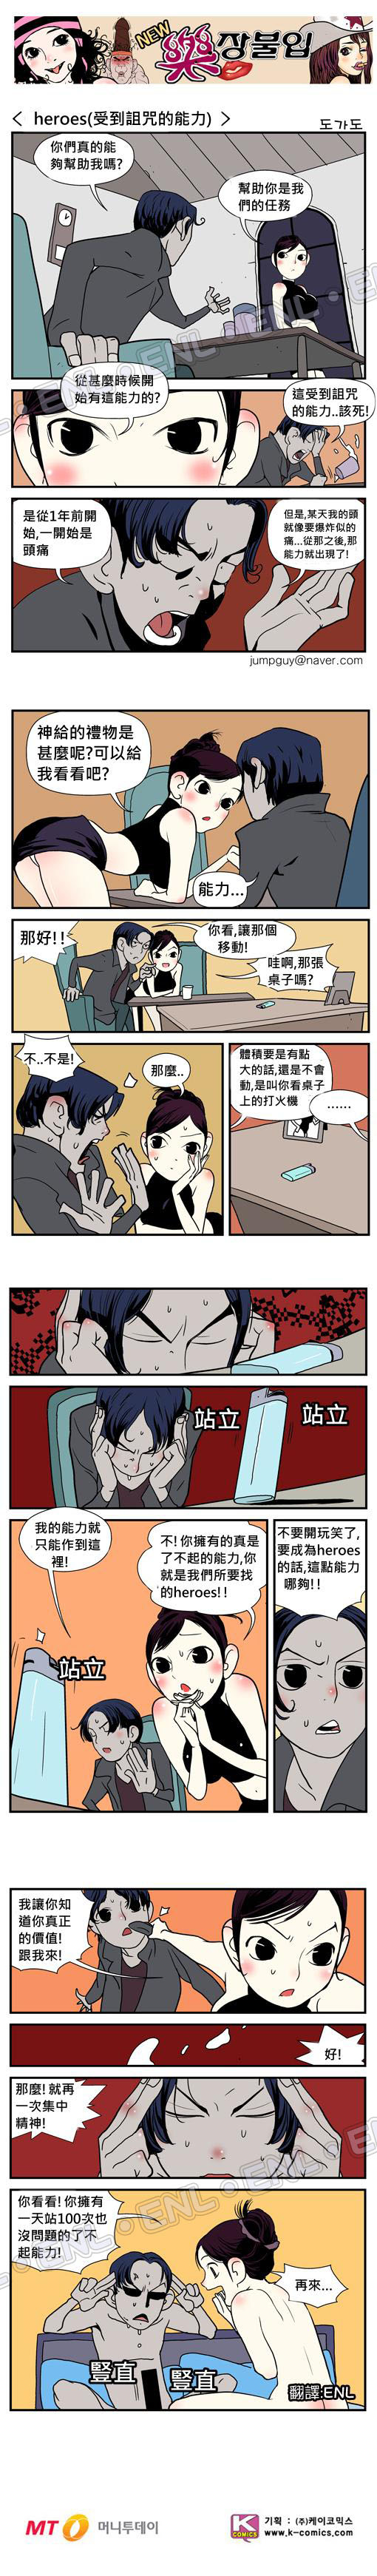 NEW 樂장불입
< heroes(受到詛咒的能力) >
도가도
你們真的能
夠幫助我嗎?
幫助你是我
們的任務
從甚麼時候開
始有這能力的?
這受到詛咒
的能力..該死!
是從1年前開
始,一開始是
頭痛
但是,某天我的頭
就像要爆炸似的
痛...從那之後,那
能力就出現了!
jumpguy@naver.com
神給的禮物是
甚麼呢?可以給
我看看吧?
能力...
那好!!
你看,讓那個
移動!
哇啊,那張
桌子嗎?
不..不是!
那麼..
體積要是有點
大的話,還是不會
動,是叫你看桌子
上的打火機
......
站立
站立
我的能力就
只能作到這
裡!
不! 你擁有的真是
了不起的能力,你
就是我們所要找
的heroes!!
站立
不要開玩笑了,
要成為heroes
的話,這點能力
哪夠!!
我讓你知
道你真正
的價值!
跟我來!
好!
那麼! 就再
一次集中
精神!
你看看! 你擁有
一天站100次也
沒問題的了不
起能力!
再來...
豎直
豎直
翻譯:ENL
ENL
MT 머니투데이
K COMICS
기획 : (주)케이코믹스
www.k-comics.com